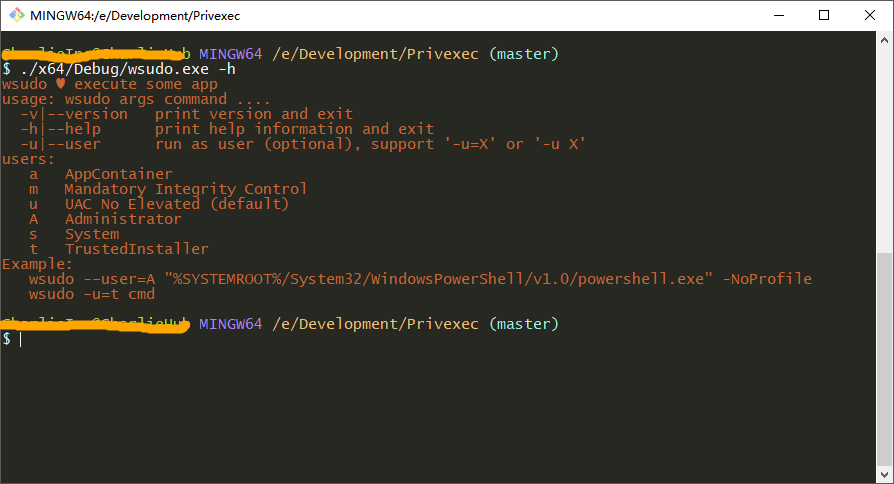 MINGW64:/e/Development/Privexec
MINGW64 /e/Development/Privexec (master)
$ ./x64/Debug/wsudo.exe -h
wsudo ♥ execute some app
usage: wsudo args command ....
  -v|--version   print version and exit
  -h|--help      print help information and exit
  -u|--user      run as user (optional), support '-u=X' or '-u X'
users:
   a   AppContainer
   m   Mandatory Integrity Control
   u   UAC No Elevated (default)
   A   Administrator
   s   System
   t   TrustedInstaller
Example:
   wsudo --user=A "%SYSTEMROOT%/System32/WindowsPowerShell/v1.0/powershell.exe" -NoProfile
   wsudo -u=t cmd
MINGW64 /e/Development/Privexec (master)
$